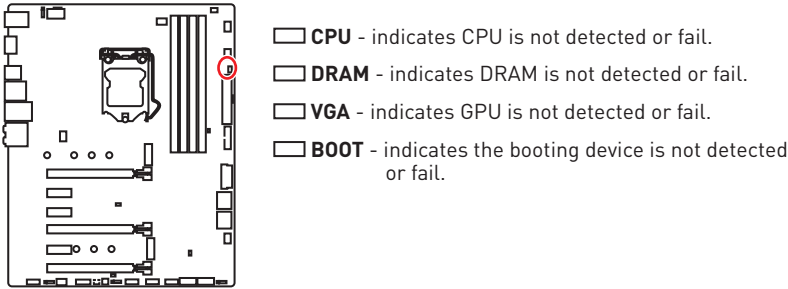 CPU - indicates CPU is not detected or fail.
DRAM - indicates DRAM is not detected or fail.
VGA - indicates GPU is not detected or fail.
BOOT - indicates the booting device is not detected
or fail.